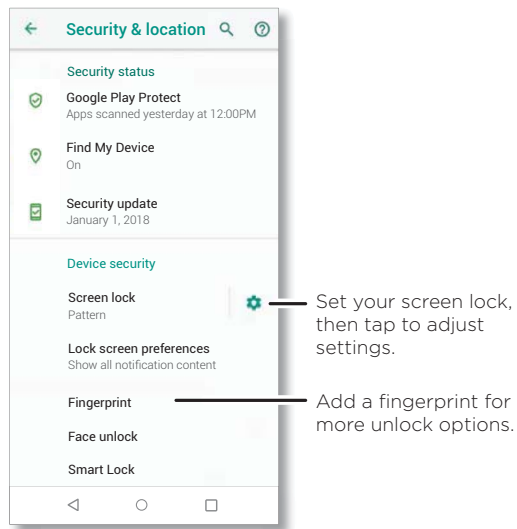 Security & location
Security status
Google Play Protect
Apps scanned yesterday at 12:00PM
Find My Device
On
Security update
January 1, 2018
Device security
Screen lock
Pattern
Set your screen lock,
then tap to adjust
settings.
Lock screen preferences
Show all notification content
Fingerprint
Add a fingerprint for
more unlock options.
Face unlock
Smart Lock